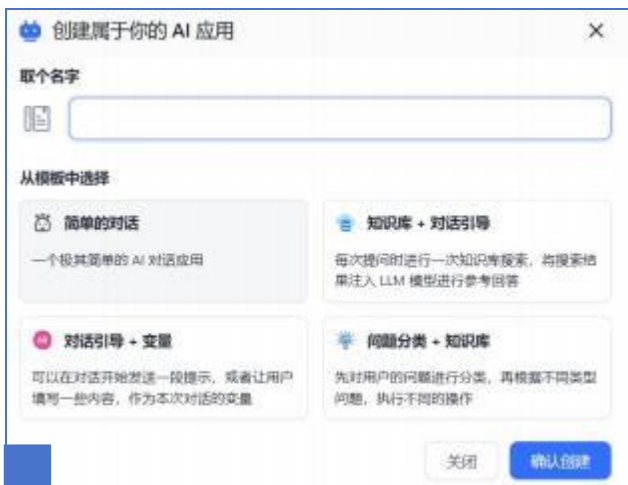 创建属于你的 AI 应用
取个名字
从模板中选择
简单的对话
一个极其简单的 AI 对话应用
知识库 + 对话引导
每次提问时进行一次知识库搜索，将搜索结
果注入 LLM 模型进行参考回答
对话引导 + 变量
可以在对话开始发送一段提示，或者让用户
填写一些内容，作为本次对话的变量
问题分类 + 知识库
先对用户的问题进行分类，再根据不同类型
问题，执行不同的操作
关闭
确认创建